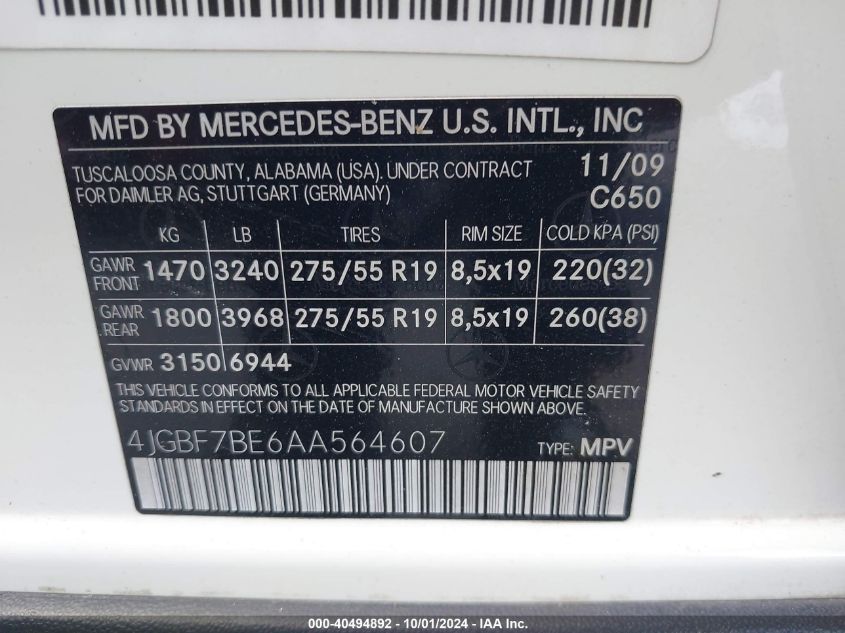 MFD BY MERCEDES-BENZ U.S. INTL., INC
TUSCALOOSA COUNTY, ALABAMA (USA). UNDER CONTRACT 11/09
FOR DAIMLER AG, STUTTGART (GERMANY) C650
KG LB TIRES RIM SIZE COLD KPA (PSI)
GAWR FRONT 1470 3240 275/55 R19 8,5x19 220(32)
GAWR REAR 1800 3968 275/55 R19 8,5x19 260(38)
GVWR 3150 6944
THIS VEHICLE CONFORMS TO ALL APPLICABLE FEDERAL MOTOR VEHICLE SAFETY
STANDARDS IN EFFECT ON THE DATE OF MANUFACTURE SHOWN ABOVE.
4JGBF7BE6AA564607 TYPE: MPV
000-40494892 - 10/01/2024 - IAA Inc.